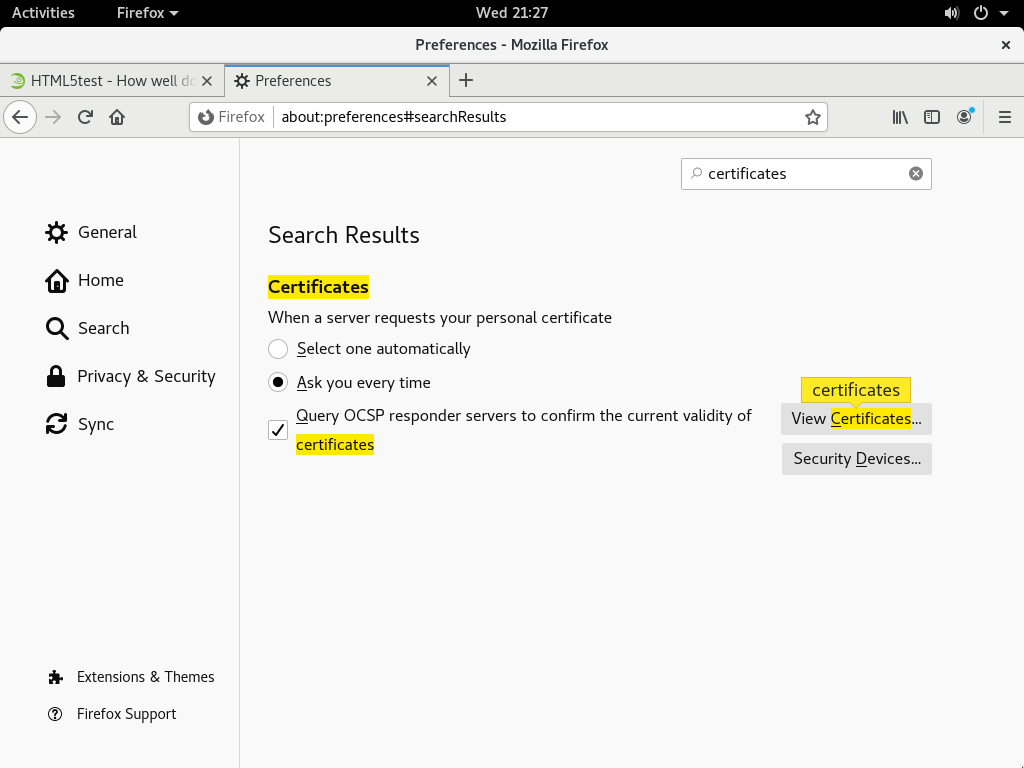 Activities Firefox Wed 21:27
Preferences - Mozilla Firefox
HTML5test - How well do Preferences
Firefox about:preferences#searchResults
certificates
General
Home
Search
Privacy & Security
Sync
Extensions & Themes
Firefox Support
Search Results
Certificates
When a server requests your personal certificate
Select one automatically
Ask you every time
Query OCSP responder servers to confirm the current validity of
certificates
certificates
View Certificates...
Security Devices...